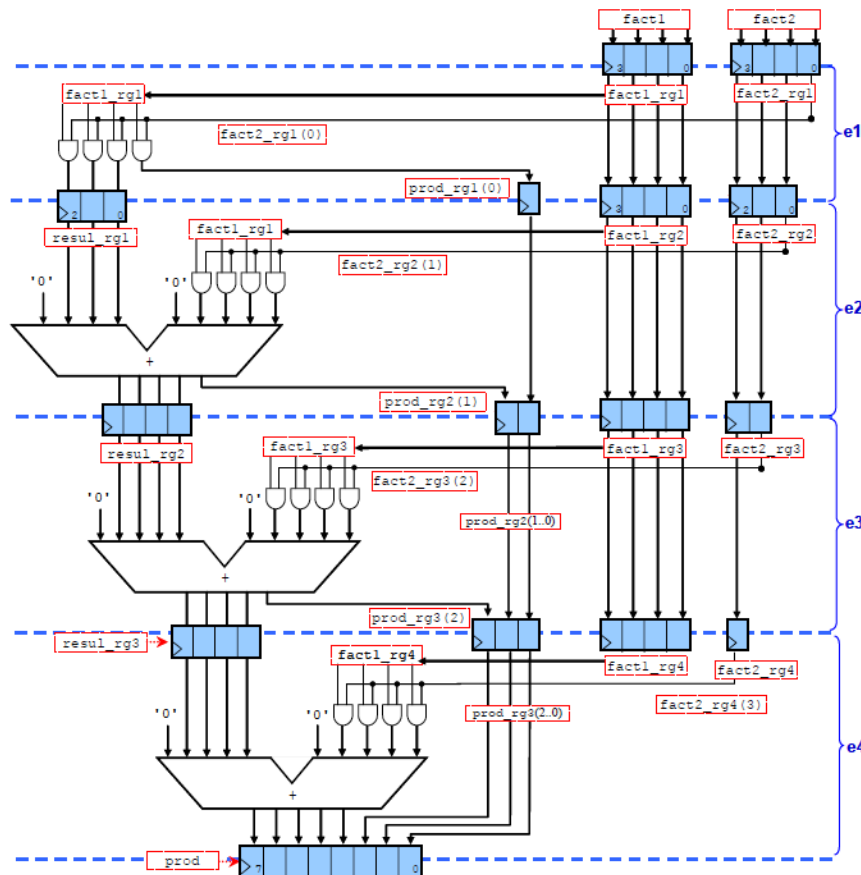 fact1 fact2
3 0 3 0
fact1_rg1 fact1_rg1 fact2_rg1
e1
fact2_rg1(0)
prod_rg1(0)
2 0 3 0 2 0
resul_rg1 fact1_rg1 fact1_rg2 fact2_rg2
fact2_rg2(1)
'0' '0'
e2
+
prod_rg2(1)
resul_rg2 fact1_rg3 fact1_rg3 fact2_rg3
fact2_rg3(2)
'0' '0'
prod_rg2(1..0)
e3
+
prod_rg3(2)
resul_rg3
fact1_rg4 fact1_rg4 fact2_rg4
fact2_rg4(3)
'0' '0' prod_rg3(2..0)
e4
+
prod 7 0